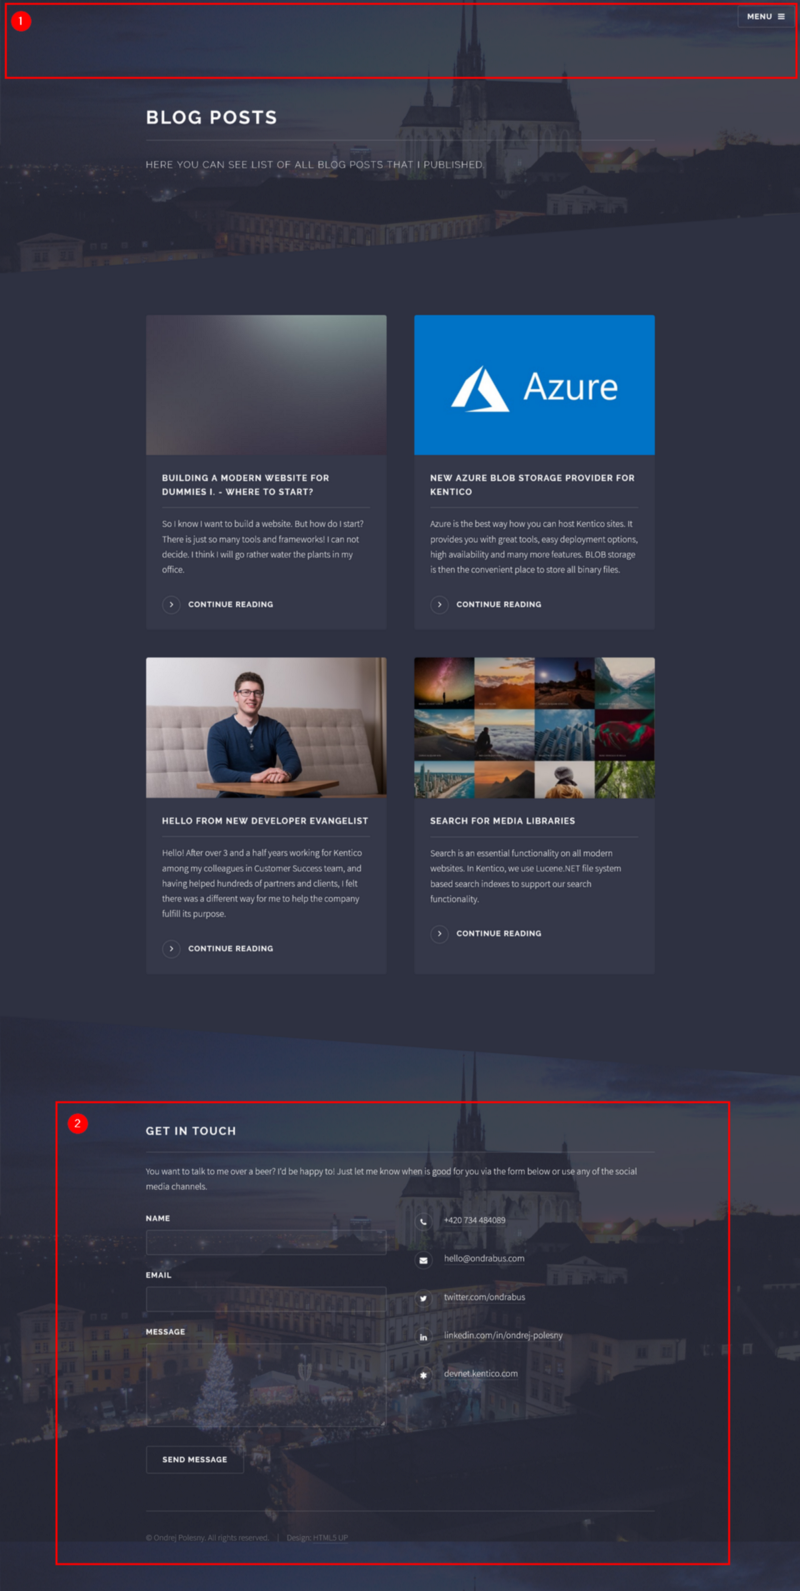 1
MENU
BLOG POSTS
HERE YOU CAN SEE LIST OF ALL BLOG POSTS THAT I PUBLISHED.
Azure
BUILDING A MODERN WEBSITE FOR
DUMMIES I. - WHERE TO START?
So I know I want to build a website. But how do I start?
There is just so many tools and frameworks! I can not
decide. I think I will go rather water the plants in my
office.
CONTINUE READING
NEW AZURE BLOB STORAGE PROVIDER FOR
KENTICO
Azure is the best way how you can host Kentico sites. It
provides you with great tools, easy deployment options,
high availability and many more features. BLOB storage
is then the convenient place to store all binary files.
CONTINUE READING
HELLO FROM NEW DEVELOPER EVANGELIST
Hello! After over 3 and a half years working for Kentico
among my colleagues in Customer Success team, and
having helped hundreds of partners and clients, I felt
there was a different way for me to help the company
fulfill its purpose.
CONTINUE READING
SEARCH FOR MEDIA LIBRARIES
Search is an essential functionality on all modern
websites. In Kentico, we use Lucene.NET file system
based search indexes to support our search
functionality.
CONTINUE READING
2
GET IN TOUCH
You want to talk to me over a beer? I'd be happy to! Just let me know when is good for you via the form below or use any of the social
media channels.
NAME
EMAIL
MESSAGE
SEND MESSAGE
+420 734 484089
hello@ondrabus.com
twitter.com/ondrabus
linkedin.com/in/ondrej-polesny
devnet.kentico.com
© Ondrej Polesny. All rights reserved. | Design: HTML5 UP